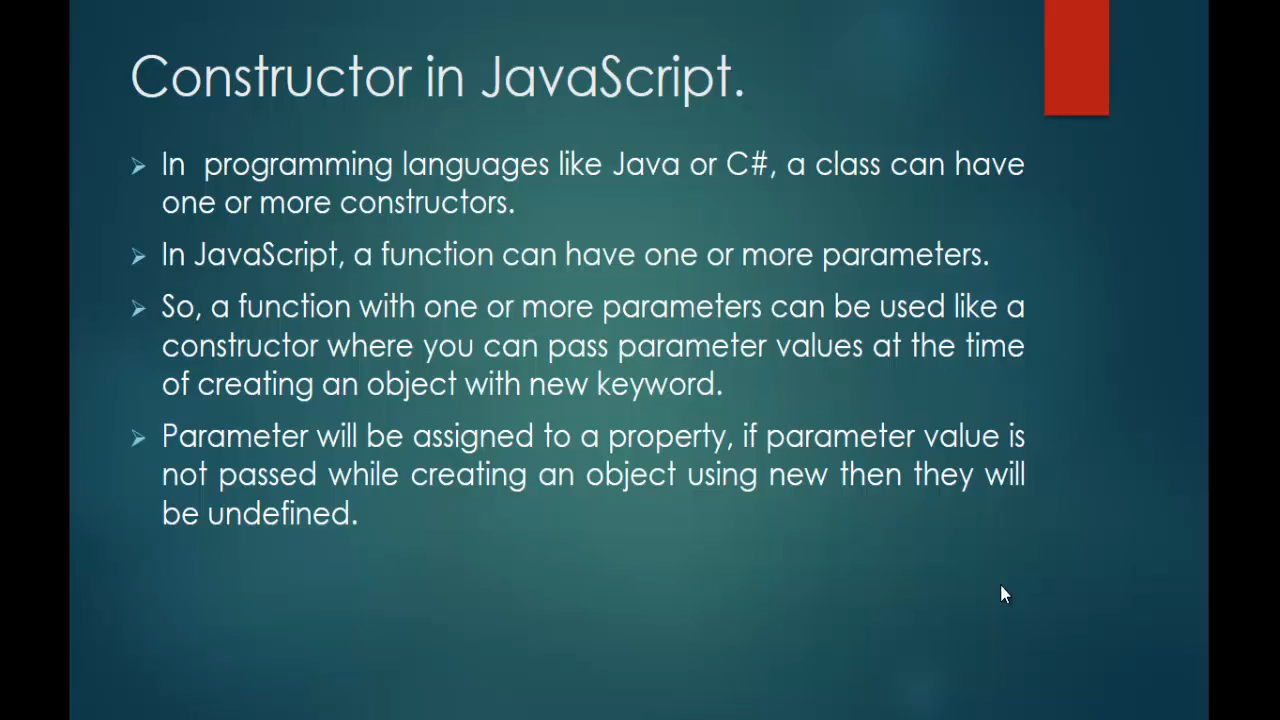 Constructor in JavaScript.
In programming languages like Java or C#, a class can have
one or more constructors.
In JavaScript, a function can have one or more parameters.
So, a function with one or more parameters can be used like a
constructor where you can pass parameter values at the time
of creating an object with new keyword.
Parameter will be assigned to a property, if parameter value is
not passed while creating an object using new then they will
be undefined.